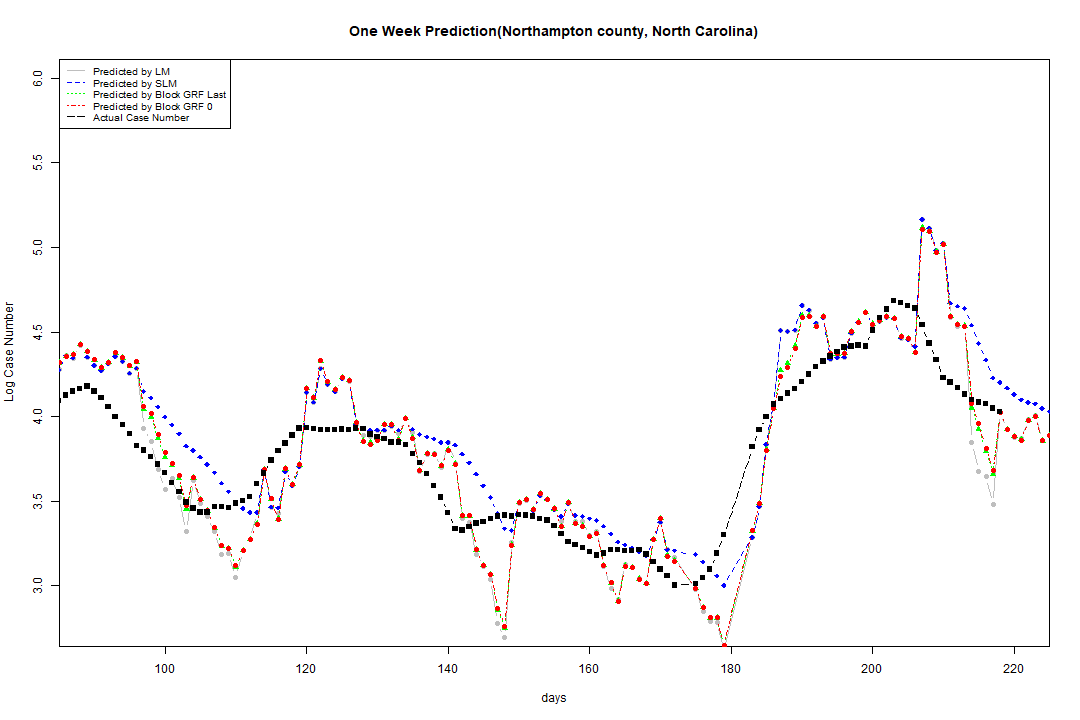 One Week Prediction(Northampton county, North Carolina)
Predicted by LM
Predicted by SLM
Predicted by Block GRF Last
Predicted by Block GRF 0
Actual Case Number
6.0
5.5
5.0
4.5
4.0
3.5
3.0
Log Case Number
100 120 140 160 180 200 220
days